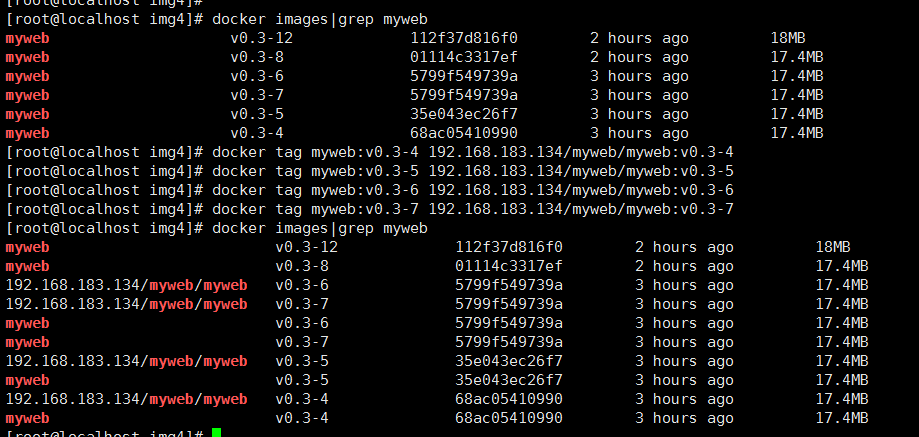 [root@localhost img4]#
[root@localhost img4]# docker images|grep myweb
myweb v0.3-12 112f37d816f0 2 hours ago 18MB
myweb v0.3-8 01114c3317ef 2 hours ago 17.4MB
myweb v0.3-6 5799f549739a 3 hours ago 17.4MB
myweb v0.3-7 5799f549739a 3 hours ago 17.4MB
myweb v0.3-5 35e043ec26f7 3 hours ago 17.4MB
myweb v0.3-4 68ac05410990 3 hours ago 17.4MB
[root@localhost img4]# docker tag myweb:v0.3-4 192.168.183.134/myweb/myweb:v0.3-4
[root@localhost img4]# docker tag myweb:v0.3-5 192.168.183.134/myweb/myweb:v0.3-5
[root@localhost img4]# docker tag myweb:v0.3-6 192.168.183.134/myweb/myweb:v0.3-6
[root@localhost img4]# docker tag myweb:v0.3-7 192.168.183.134/myweb/myweb:v0.3-7
[root@localhost img4]# docker images|grep myweb
myweb v0.3-12 112f37d816f0 2 hours ago 18MB
myweb v0.3-8 01114c3317ef 2 hours ago 17.4MB
192.168.183.134/myweb/myweb v0.3-6 5799f549739a 3 hours ago 17.4MB
192.168.183.134/myweb/myweb v0.3-7 5799f549739a 3 hours ago 17.4MB
myweb v0.3-6 5799f549739a 3 hours ago 17.4MB
myweb v0.3-7 5799f549739a 3 hours ago 17.4MB
192.168.183.134/myweb/myweb v0.3-5 35e043ec26f7 3 hours ago 17.4MB
myweb v0.3-5 35e043ec26f7 3 hours ago 17.4MB
192.168.183.134/myweb/myweb v0.3-4 68ac05410990 3 hours ago 17.4MB
myweb v0.3-4 68ac05410990 3 hours ago 17.4MB
[root@localhost img4]#